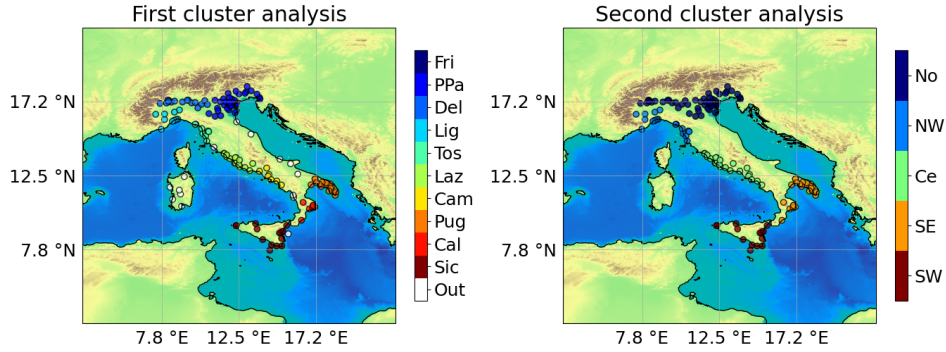 First cluster analysis
17.2 °N
12.5 °N
7.8 °N
7.8 °E 12.5 °E 17.2 °E
Fri
PPa
Del
Lig
Tos
Laz
Cam
Pug
Cal
Sic
Out
Second cluster analysis
17.2 °N
12.5 °N
7.8 °N
7.8 °E 12.5 °E 17.2 °E
No
NW
Ce
SE
SW